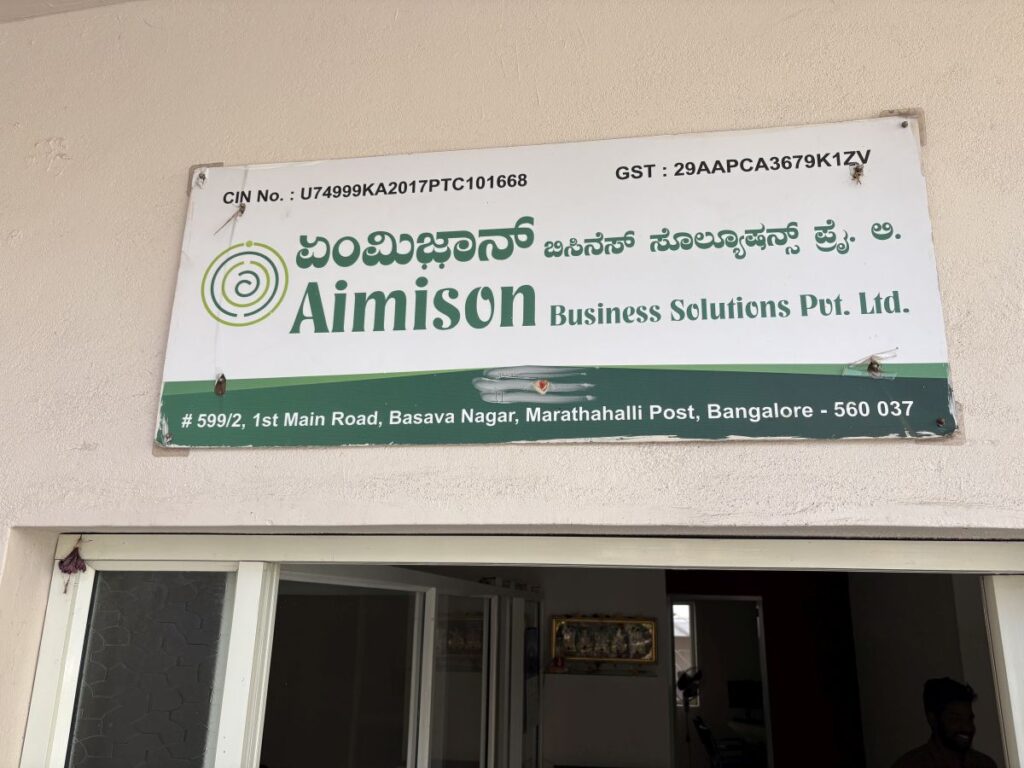 CIN No. : U74999KA2017PTC101668 GST : 29AAPCA3679K1ZV
ಏಂಮಿಜಾನ್ ಬಿಸಿನೆಸ್ ಸೊಲ್ಯೂಷನ್ಸ್ ಪ್ರೈ. ಲಿ.
Aimison Business Solutions Pvt. Ltd.
# 599/2, 1st Main Road, Basava Nagar, Marathahalli Post, Bangalore - 560 037